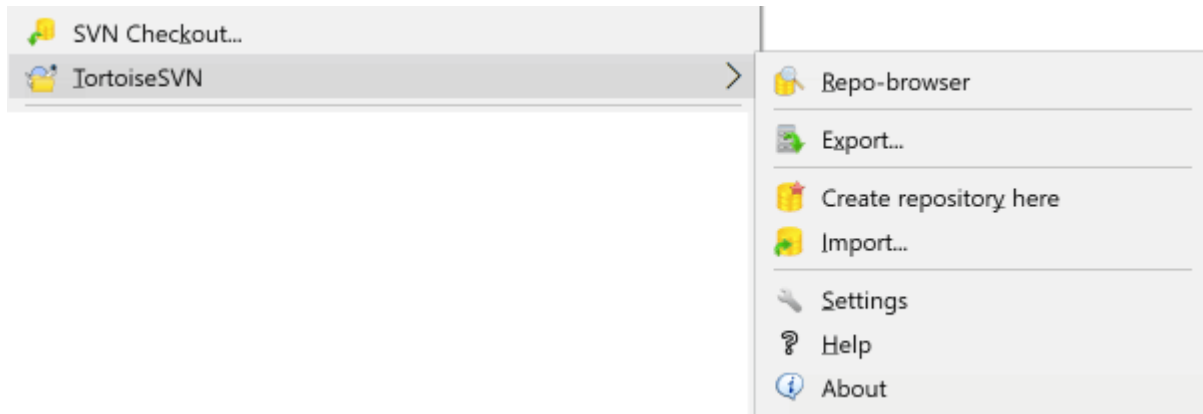 SVN Checkout...
TortoiseSVN
Repo-browser
Export...
Create repository here
Import...
Settings
Help
About